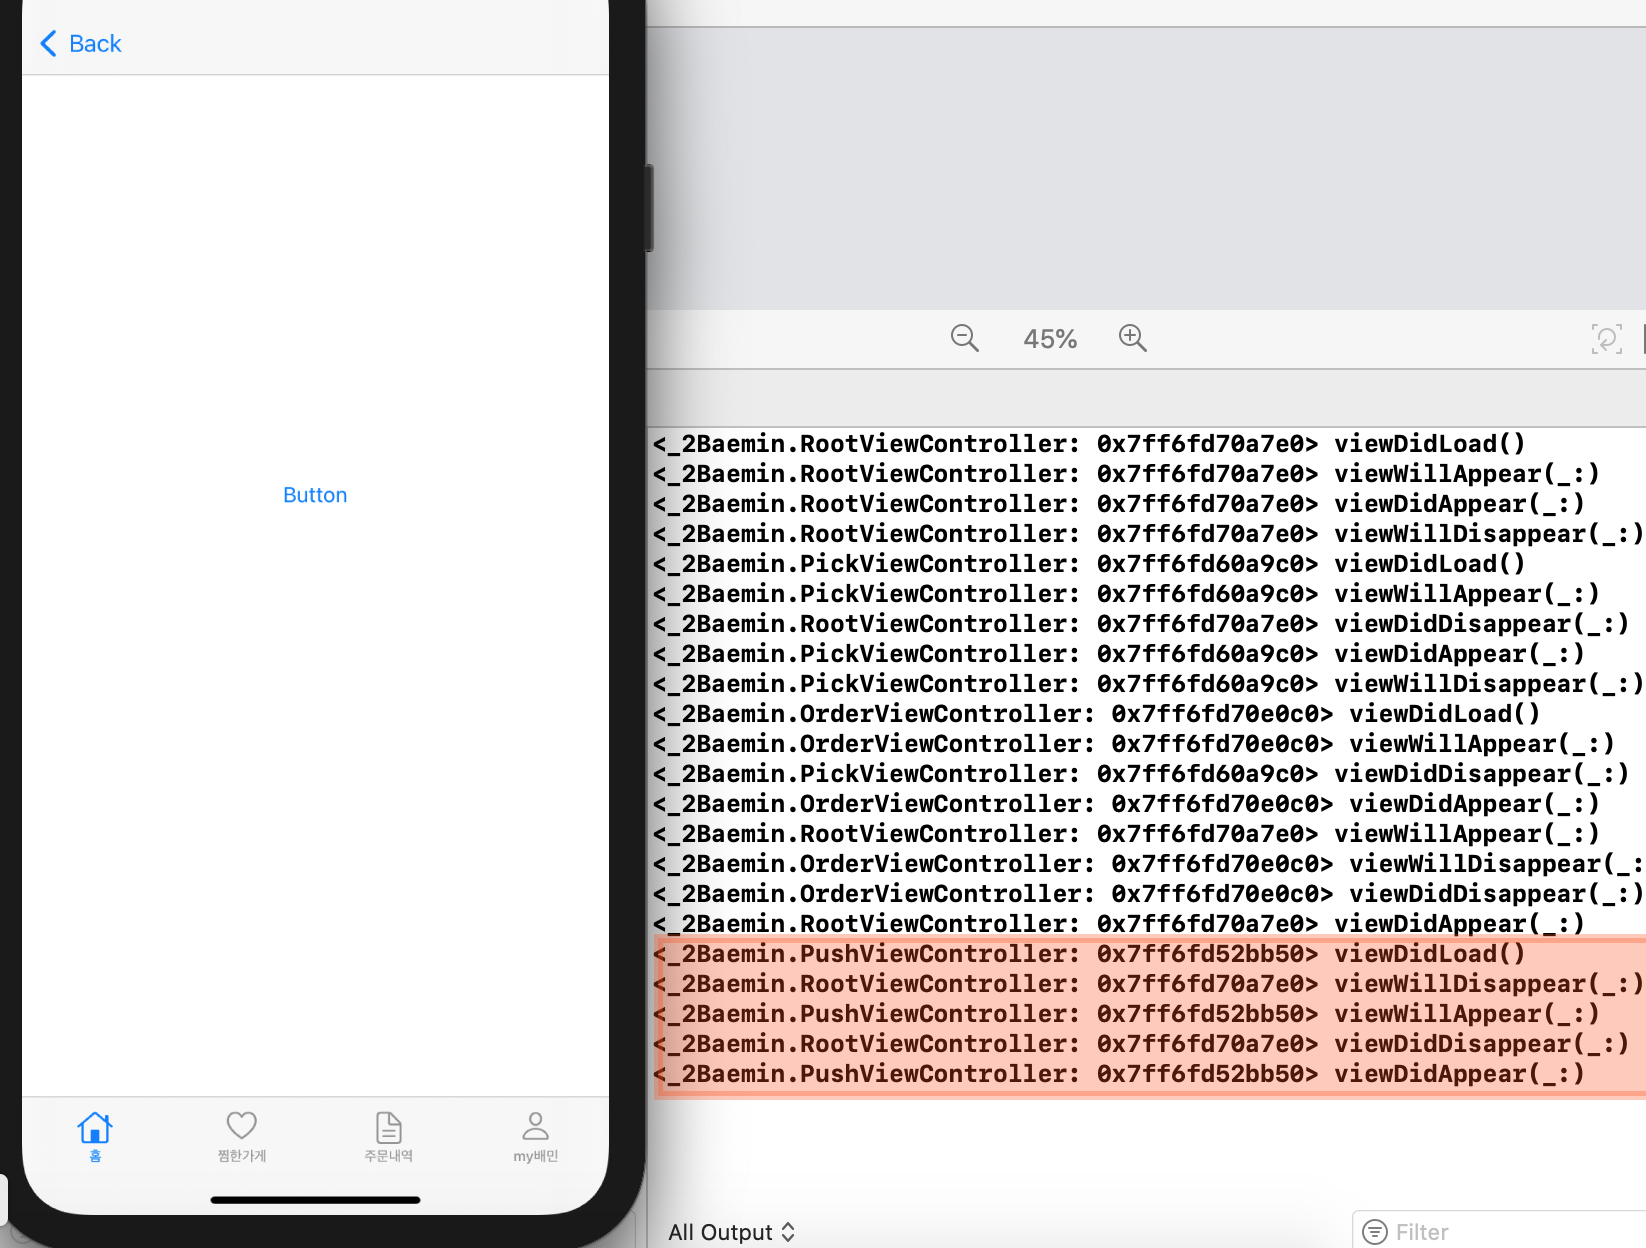 Back
Button
홈
찜한가게
주문내역
my배민
45%
<_2Baemin.RootViewController: 0x7ff6fd70a7e0> viewDidLoad()
<_2Baemin.RootViewController: 0x7ff6fd70a7e0> viewWillAppear(_:)
<_2Baemin.RootViewController: 0x7ff6fd70a7e0> viewDidAppear(_:)
<_2Baemin.RootViewController: 0x7ff6fd70a7e0> viewWillDisappear(_:)
<_2Baemin.PickViewController: 0x7ff6fd60a9c0> viewDidLoad()
<_2Baemin.PickViewController: 0x7ff6fd60a9c0> viewWillAppear(_:)
<_2Baemin.RootViewController: 0x7ff6fd70a7e0> viewDidDisappear(_:)
<_2Baemin.PickViewController: 0x7ff6fd60a9c0> viewDidAppear(_:)
<_2Baemin.PickViewController: 0x7ff6fd60a9c0> viewWillDisappear(_:)
<_2Baemin.OrderViewController: 0x7ff6fd70e0c0> viewDidLoad()
<_2Baemin.OrderViewController: 0x7ff6fd70e0c0> viewWillAppear(_:)
<_2Baemin.PickViewController: 0x7ff6fd60a9c0> viewDidDisappear(_:)
<_2Baemin.OrderViewController: 0x7ff6fd70e0c0> viewDidAppear(_:)
<_2Baemin.RootViewController: 0x7ff6fd70a7e0> viewWillAppear(_:)
<_2Baemin.OrderViewController: 0x7ff6fd70e0c0> viewWillDisappear(_:
<_2Baemin.OrderViewController: 0x7ff6fd70e0c0> viewDidDisappear(_:)
<_2Baemin.RootViewController: 0x7ff6fd70a7e0> viewDidAppear(_:)
<_2Baemin.PushViewController: 0x7ff6fd52bb50> viewDidLoad()
<_2Baemin.RootViewController: 0x7ff6fd70a7e0> viewWillDisappear(_:)
<_2Baemin.PushViewController: 0x7ff6fd52bb50> viewWillAppear(_:)
<_2Baemin.RootViewController: 0x7ff6fd70a7e0> viewDidDisappear(_:)
<_2Baemin.PushViewController: 0x7ff6fd52bb50> viewDidAppear(_:)
All Output
Filter